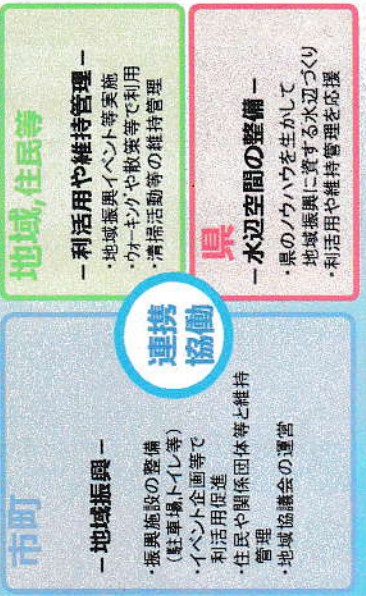 市町
－地域振興－
・振興施設の整備
（駐車場,トイレ等）
・イベント企画等で
利活用促進
・住民や関係団体等と維持
管理
・地域協議会の運営
連携
協働
地域,住民等
－利活用や維持管理－
・地域振興イベント等実施
・ウォーキングや散策等で利用
・清掃活動等の維持管理
県
－水辺空間の整備－
・県のノウハウを生かして
地域振興に資する水辺づくり
・利活用や維持管理を応援